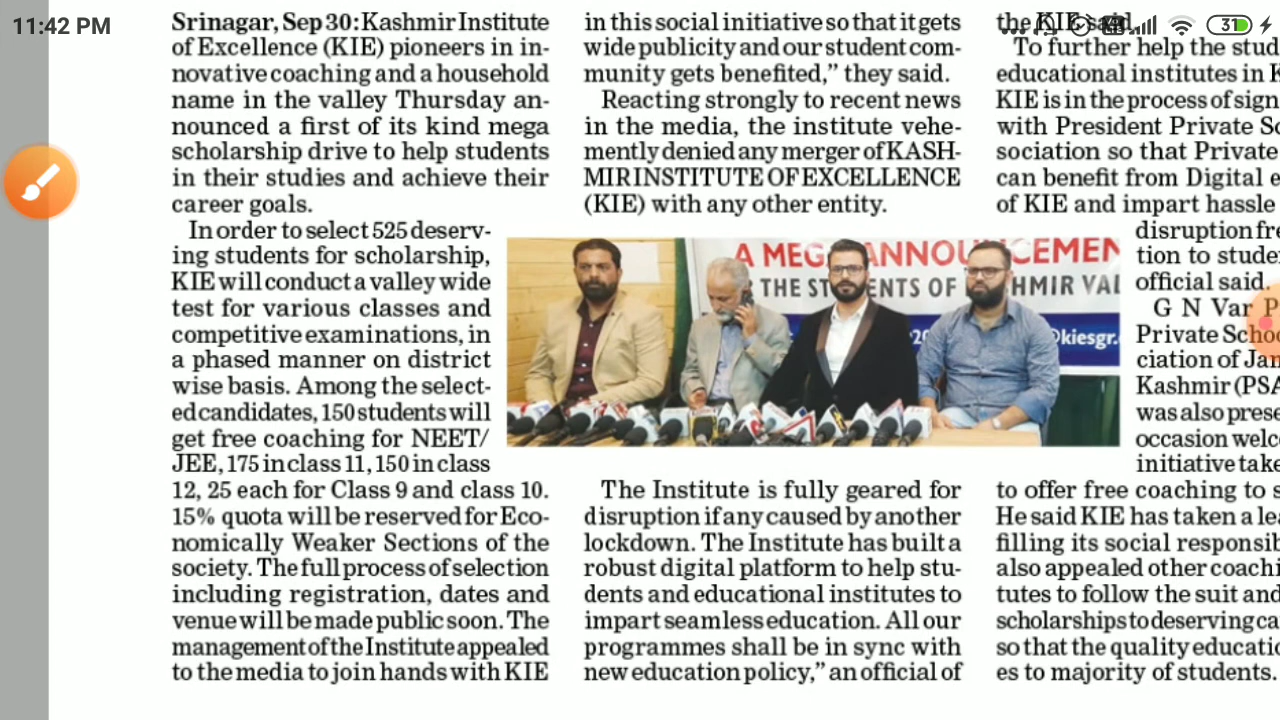 11:42 PM
31
Srinagar, Sep 30: Kashmir Institute
of Excellence (KIE) pioneers in in-
novative coaching and a household
name in the valley Thursday an-
nounced a first of its kind mega
scholarship drive to help students
in their studies and achieve their
career goals.
In order to select 525 deserv-
ing students for scholarship,
KIE will conduct a valley wide
test for various classes and
competitive examinations, in
a phased manner on district
wise basis. Among the select-
ed candidates, 150 students will
get free coaching for NEET/
JEE, 175 in class 11, 150 in class
12, 25 each for Class 9 and class 10.
15% quota will be reserved for Eco-
nomically Weaker Sections of the
society. The full process of selection
including registration, dates and
venue will be made public soon. The
management of the Institute appealed
to the media to join hands with KIE
in this social initiative so that it gets
wide publicity and our student com-
munity gets benefited,” they said.
Reacting strongly to recent news
in the media, the institute vehe-
mently denied any merger of KASH-
MIR INSTITUTE OF EXCELLENCE
(KIE) with any other entity.
A MEGA ANNOUNCEMEN
THE STUDENTS OF KASHMIR VAL
@kiesgr.
The Institute is fully geared for
disruption if any caused by another
lockdown. The Institute has built a
robust digital platform to help stu-
dents and educational institutes to
impart seamless education. All our
programmes shall be in sync with
new education policy,” an official of
the KIE said.
To further help the stud
educational institutes in K
KIE is in the process of sign
with President Private Sc
sociation so that Private
can benefit from Digital e
of KIE and impart hassle
disruption fre
tion to stude
official said.
G N Var P
Private Schoo
ciation of Jam
Kashmir (PSA
was also prese
occasion welco
initiative take
to offer free coaching to s
He said KIE has taken a lea
filling its social responsib
also appealed other coachi
tutes to follow the suit and
scholarships to deserving ca
so that the quality educatio
es to majority of students.